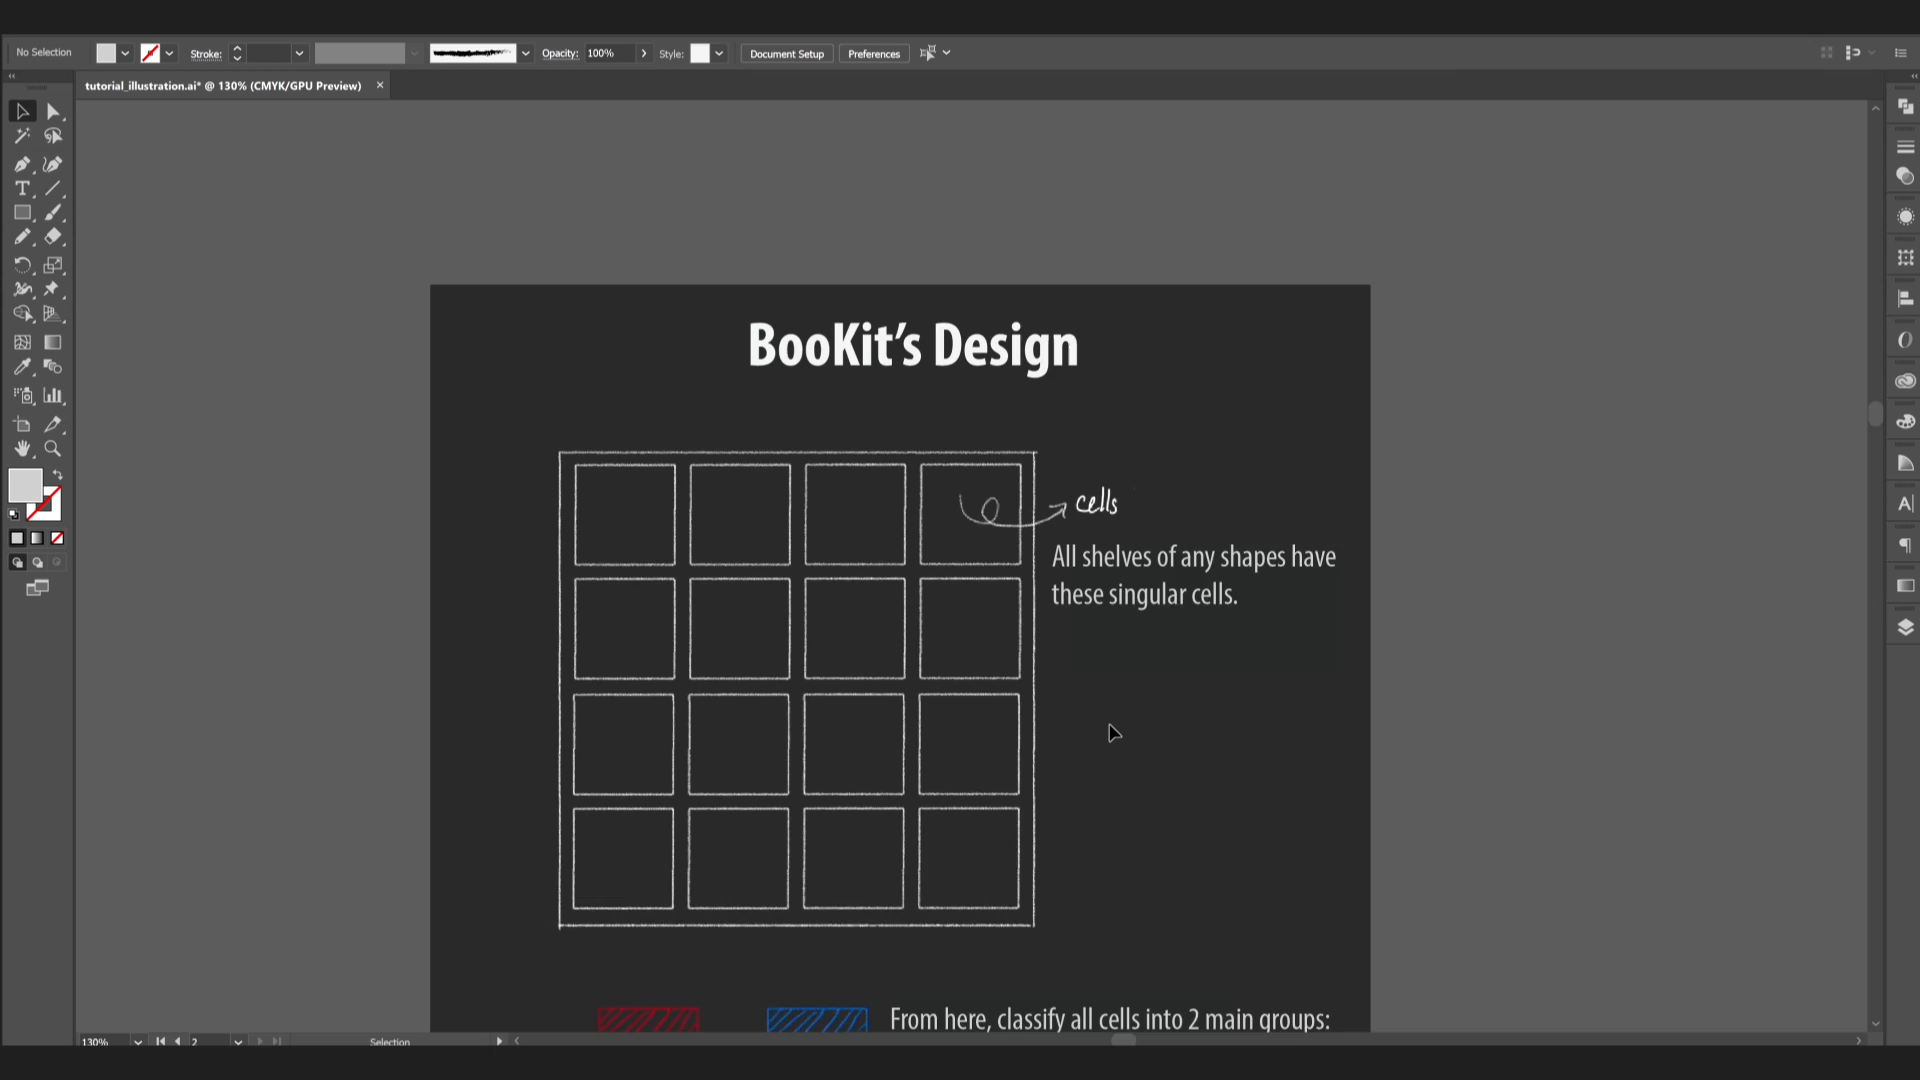 No Selection
Stroke:
Opacity:
100%
Style:
Document Setup
Preferences
tutorial_illustration.ai* @ 130% (CMYK/GPU Preview)
BooKit’s Design
cells
All shelves of any shapes have
these singular cells.
From here, classify all cells into 2 main groups:
130%
2
Selection